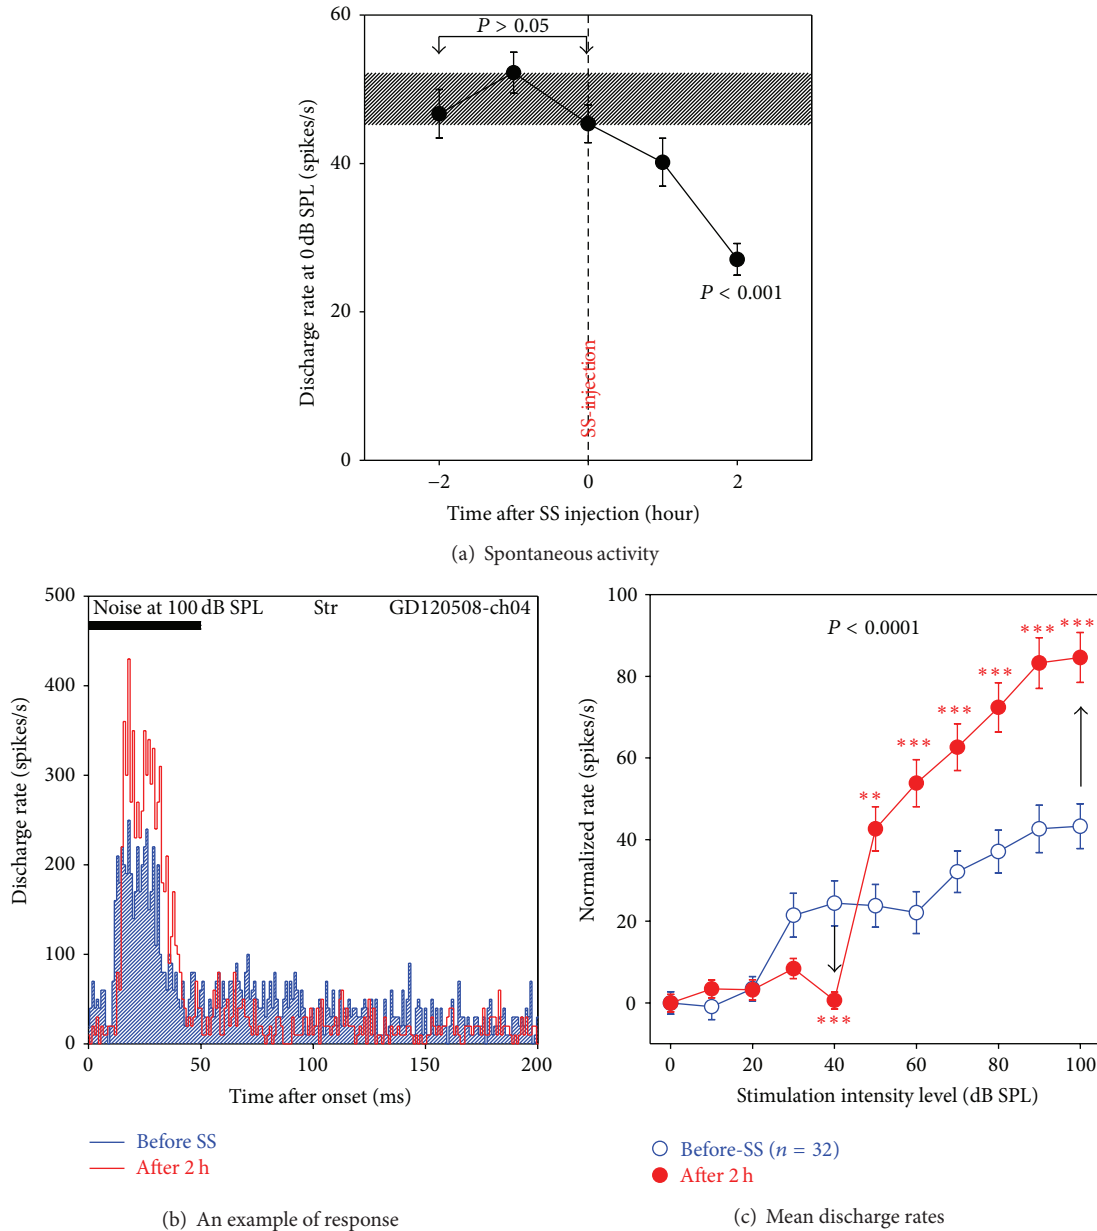 60
P > 0.05
40
20
0
Discharge rate at 0 dB SPL (spikes/s)
P < 0.001
SS-injection
−2
0
2
Time after SS injection (hour)
(a) Spontaneous activity
500
Noise at 100 dB SPL Str GD120508-ch04
400
300
200
100
0
Discharge rate (spikes/s)
0 50 100 150 200
Time after onset (ms)
Before SS
After 2 h
(b) An example of response
100
P < 0.0001
80
60
40
20
0
Normalized rate (spikes/s)
***
**
***
***
***
***
***
0 20 40 60 80 100
Stimulation intensity level (dB SPL)
Before-SS (n = 32)
After 2 h
(c) Mean discharge rates